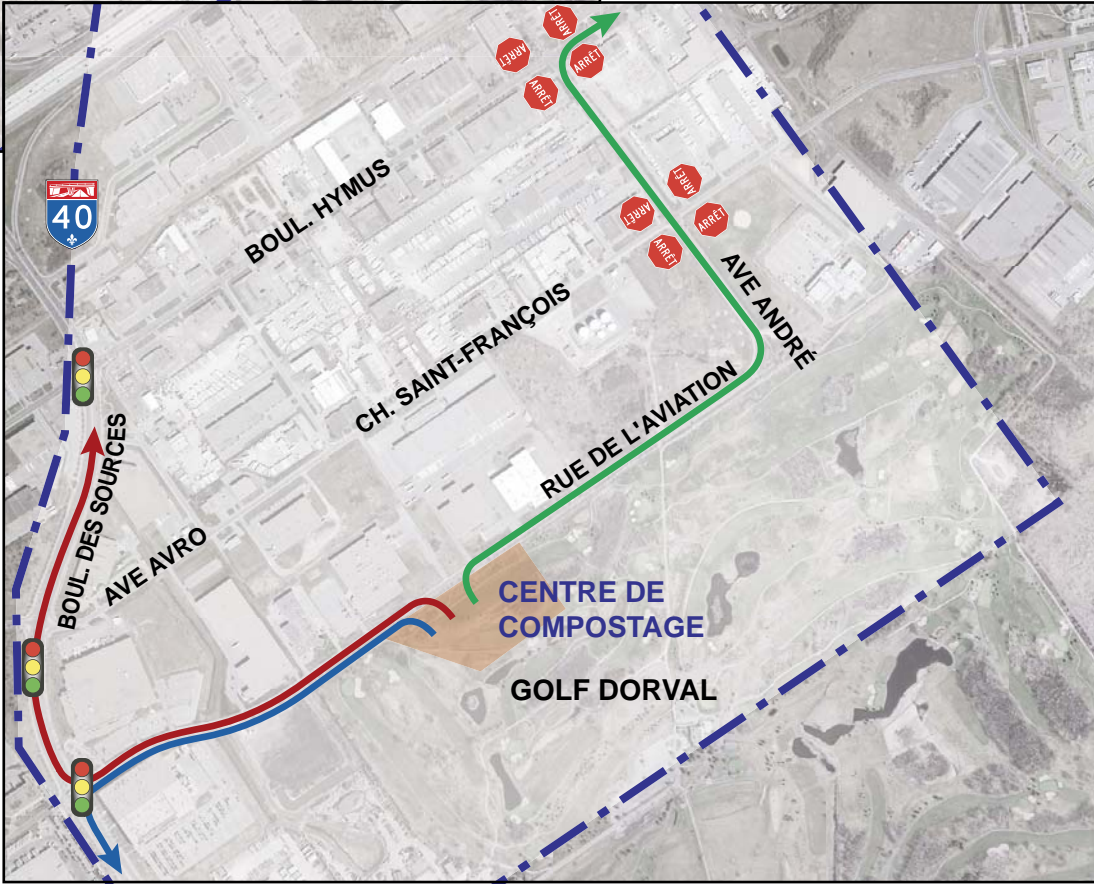 ARRÊT
ARRÊT
ARRÊT
ARRÊT
40
BOUL. HYMUS
ARRÊT
ARRÊT
ARRÊT
ARRÊT
AVE ANDRÉ
CH. SAINT-FRANÇOIS
RUE DE L'AVIATION
BOUL. DES SOURCES
AVE AVRO
CENTRE DE
COMPOSTAGE
GOLF DORVAL